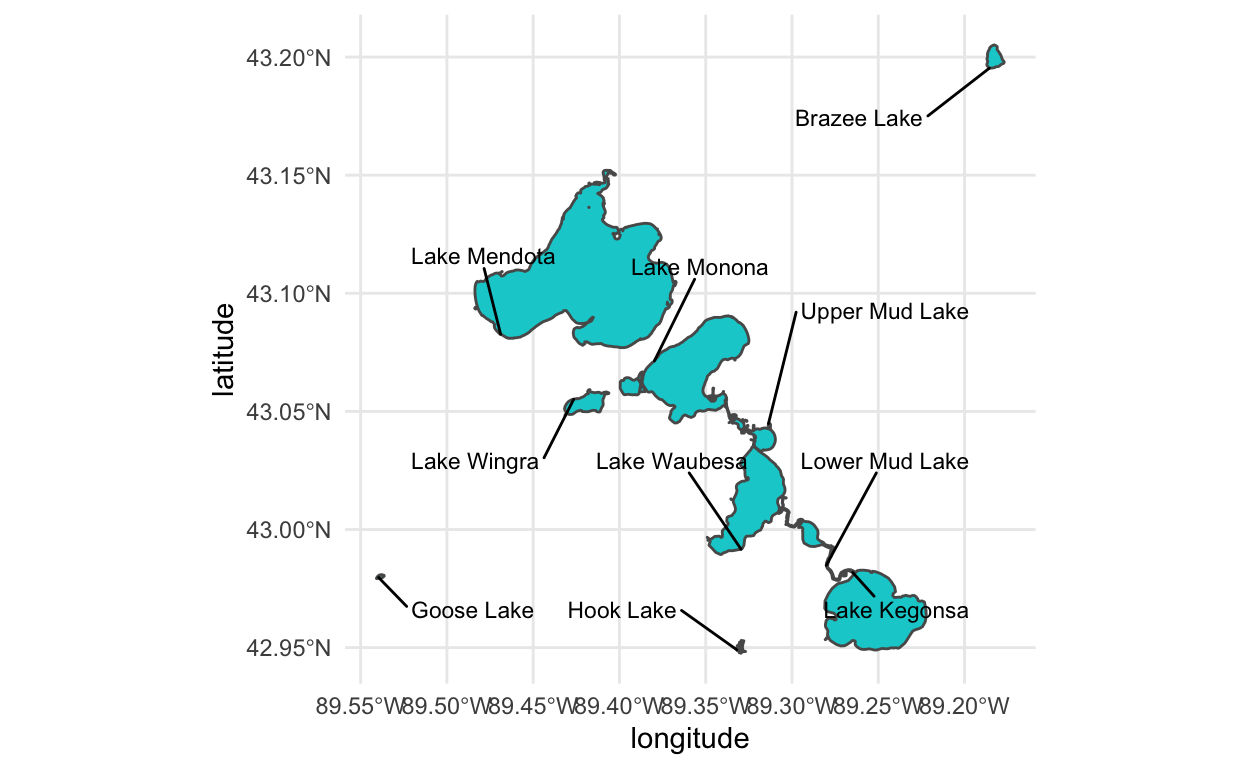 43.20°N
Brazee Lake
43.15°N
Lake Mendota
Lake Monona
43.10°N
Upper Mud Lake
latitude
43.05°N
Lake Wingra
Lake Waubesa
Lower Mud Lake
43.00°N
Goose Lake
Hook Lake
Lake Kegonsa
42.95°N
89.55°W 89.50°W 89.45°W 89.40°W 89.35°W 89.30°W 89.25°W 89.20°W
longitude